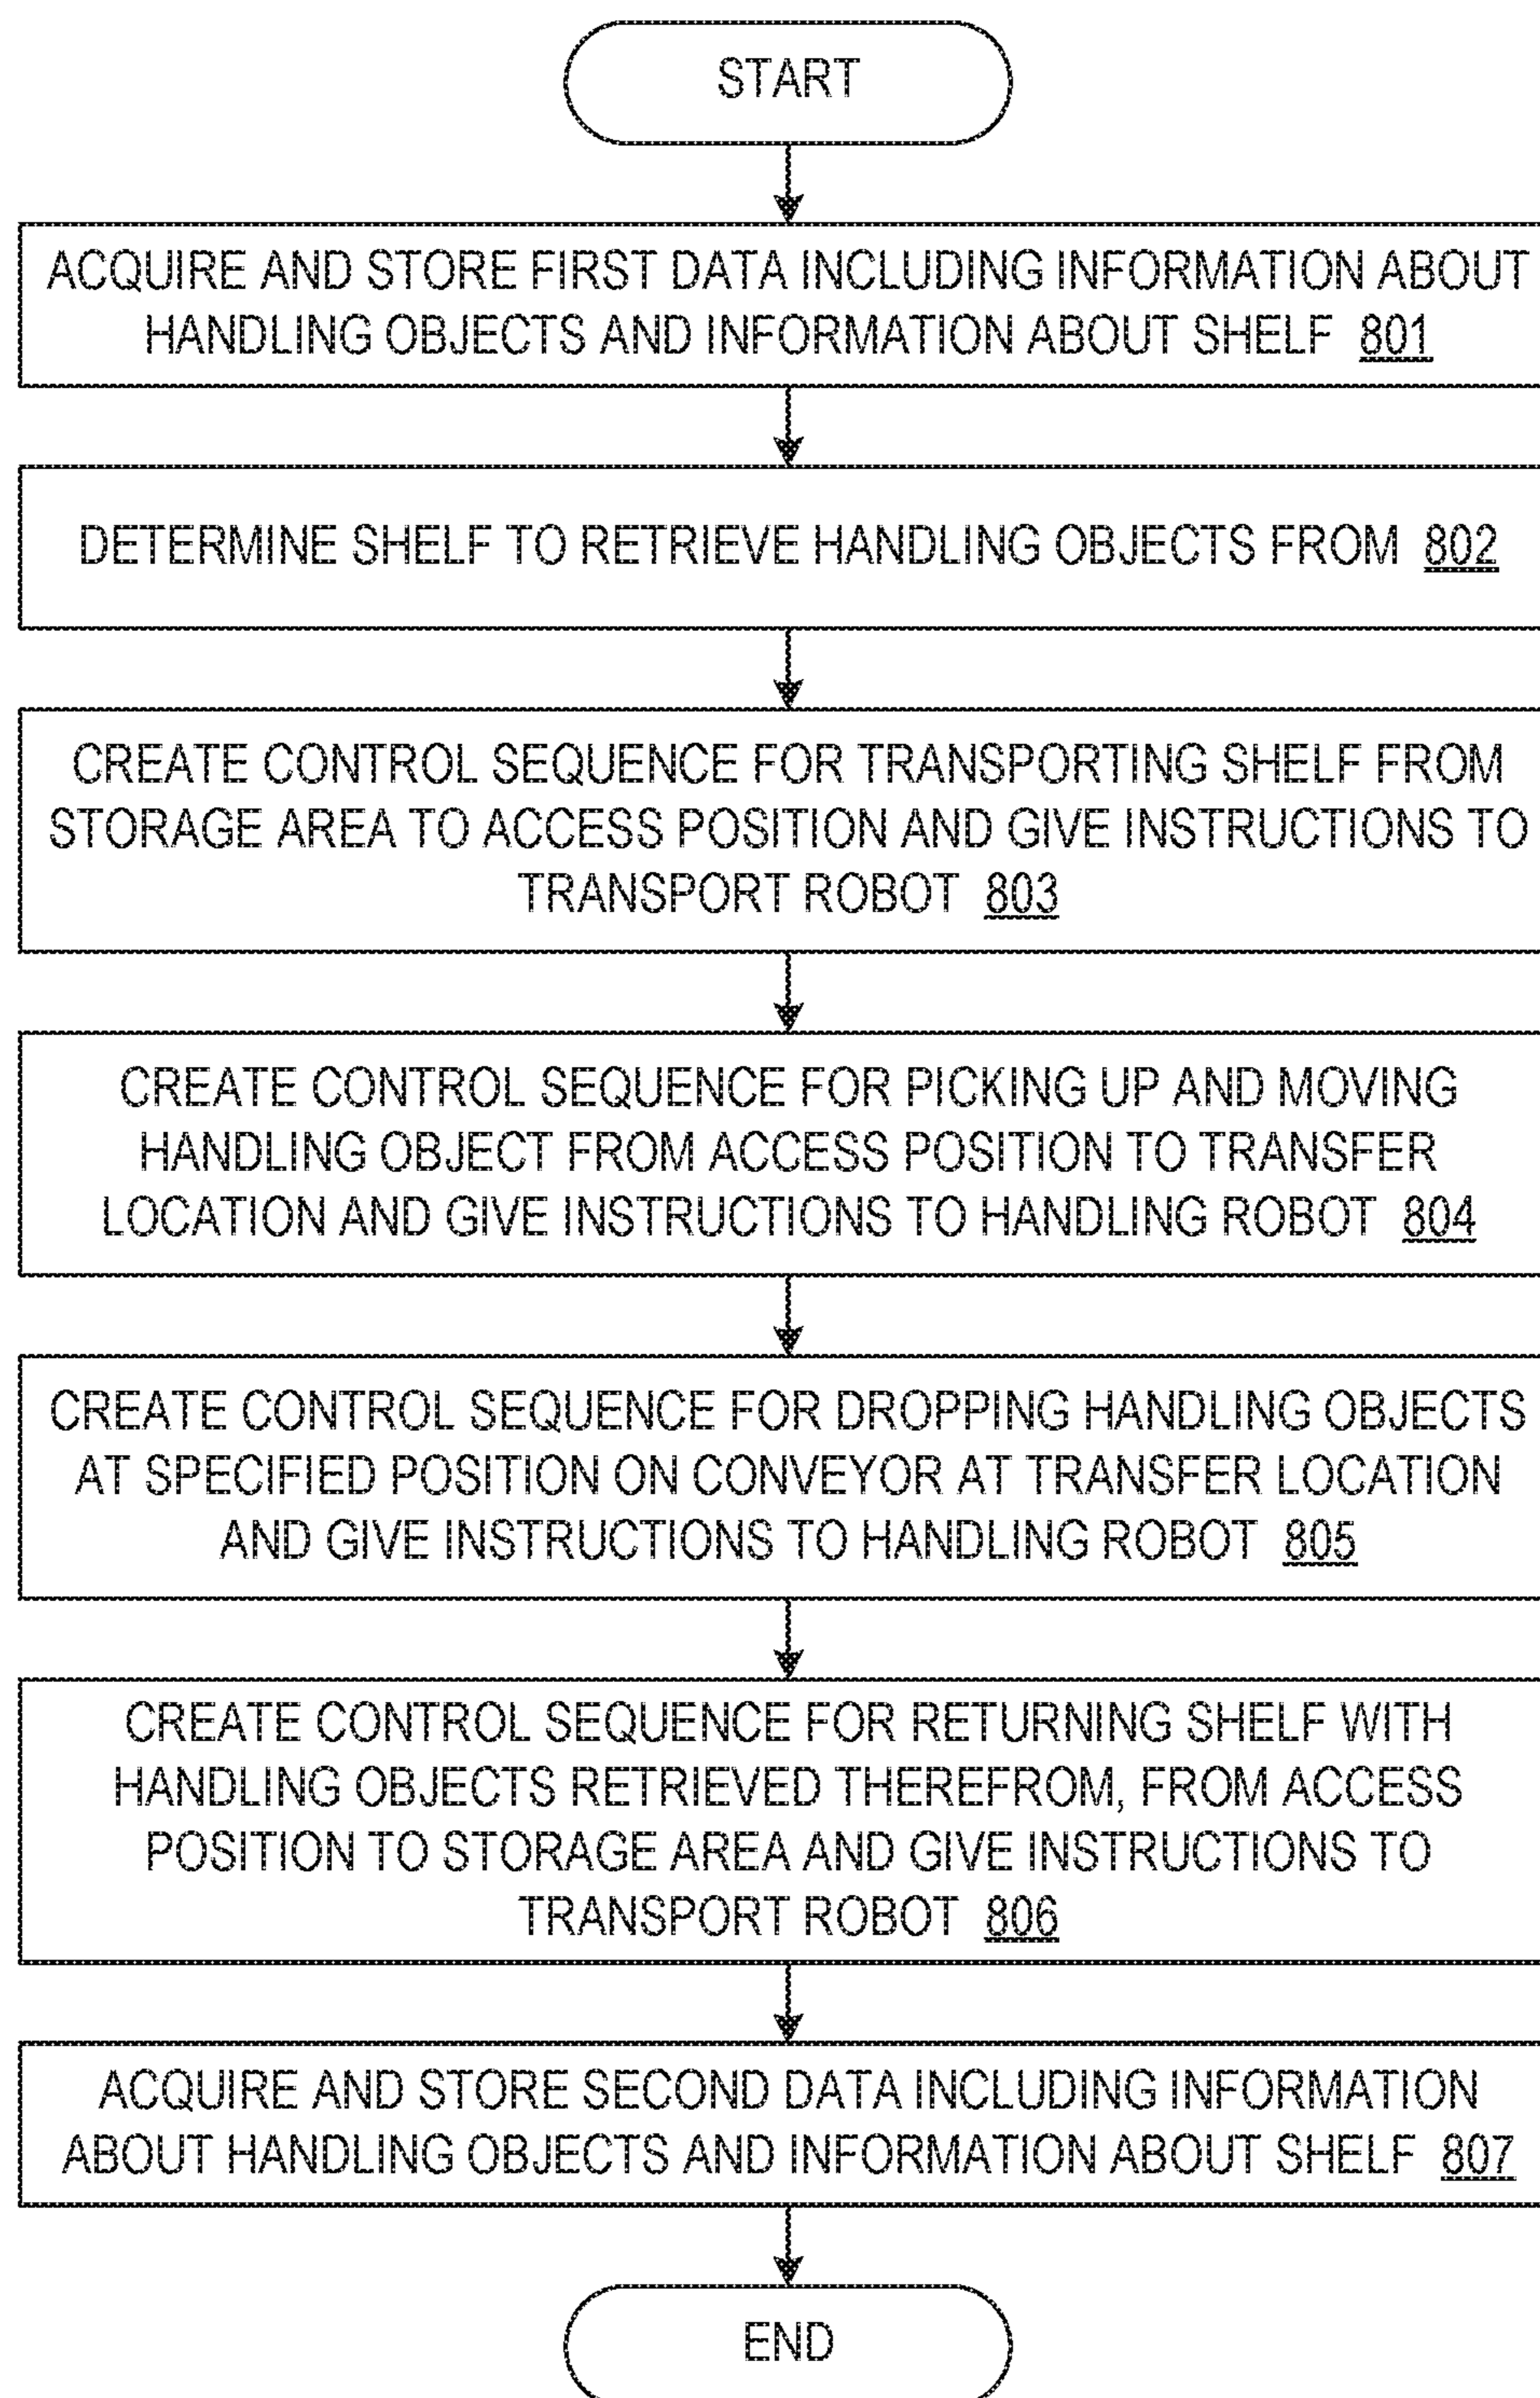 START
ACQUIRE AND STORE FIRST DATA INCLUDING INFORMATION ABOUT
HANDLING OBJECTS AND INFORMATION ABOUT SHELF 801
DETERMINE SHELF TO RETRIEVE HANDLING OBJECTS FROM 802
CREATE CONTROL SEQUENCE FOR TRANSPORTING SHELF FROM
STORAGE AREA TO ACCESS POSITION AND GIVE INSTRUCTIONS TO
TRANSPORT ROBOT 803
CREATE CONTROL SEQUENCE FOR PICKING UP AND MOVING
HANDLING OBJECT FROM ACCESS POSITION TO TRANSFER
LOCATION AND GIVE INSTRUCTIONS TO HANDLING ROBOT 804
CREATE CONTROL SEQUENCE FOR DROPPING HANDLING OBJECTS
AT SPECIFIED POSITION ON CONVEYOR AT TRANSFER LOCATION
AND GIVE INSTRUCTIONS TO HANDLING ROBOT 805
CREATE CONTROL SEQUENCE FOR RETURNING SHELF WITH
HANDLING OBJECTS RETRIEVED THEREFROM, FROM ACCESS
POSITION TO STORAGE AREA AND GIVE INSTRUCTIONS TO
TRANSPORT ROBOT 806
ACQUIRE AND STORE SECOND DATA INCLUDING INFORMATION
ABOUT HANDLING OBJECTS AND INFORMATION ABOUT SHELF 807
END